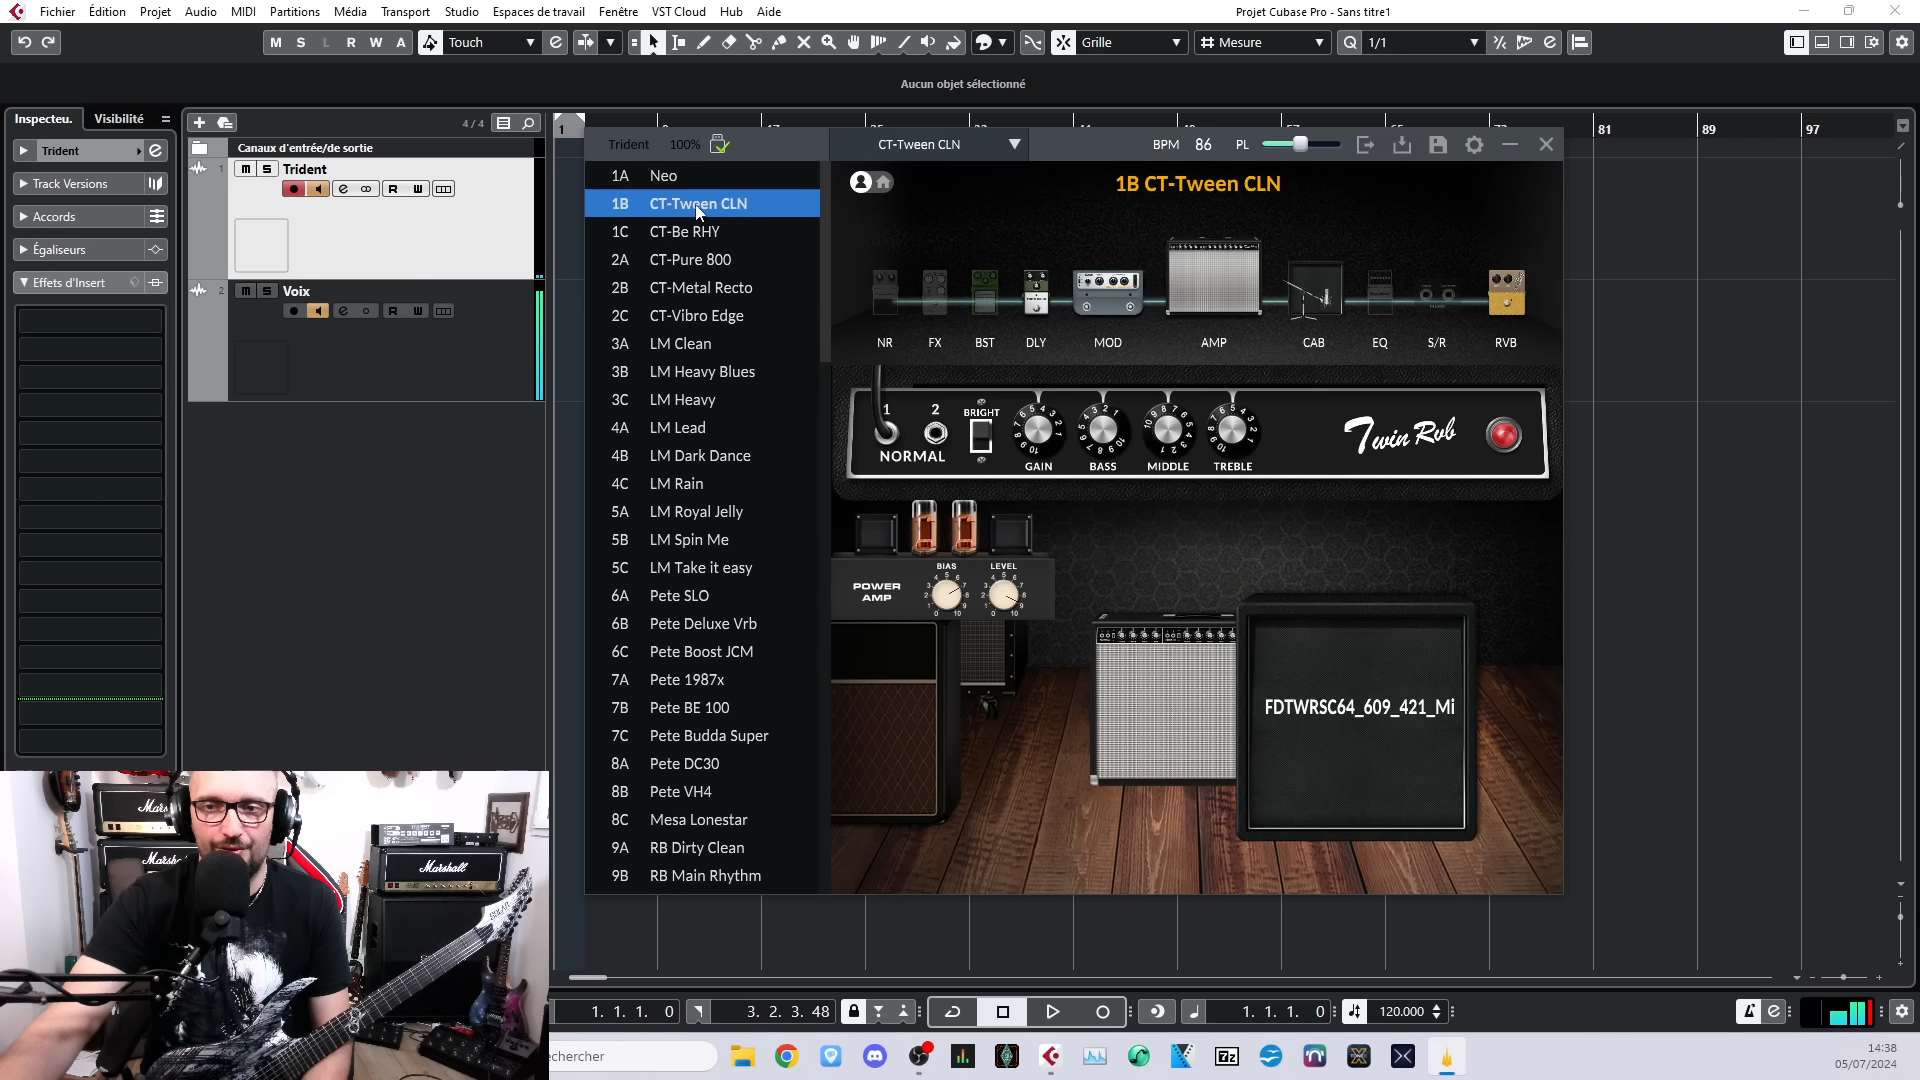 Fichier Édition Projet Audio MIDI Partitions Média Transport Studio Espaces de travail Fenêtre VST Cloud Hub Aide
Projet Cubase Pro - Sans titre1
M S L R W A Touch
Grille
Mesure
Q 1/1
Aucun objet sélectionné
Inspecteu. Visibilité
4 / 4
Trident
Canaux d'entrée/de sortie
1 Trident
m S
R W
Track Versions
Accords
Égaliseurs
Effets d'Insert
2 Voix
m S
R W
1 81 89 97
Trident 100%
CT-Tween CLN
BPM 86 PL
1A Neo
1B CT-Tween CLN
1C CT-Be RHY
2A CT-Pure 800
2B CT-Metal Recto
2C CT-Vibro Edge
3A LM Clean
3B LM Heavy Blues
3C LM Heavy
4A LM Lead
4B LM Dark Dance
4C LM Rain
5A LM Royal Jelly
5B LM Spin Me
5C LM Take it easy
6A Pete SLO
6B Pete Deluxe Vrb
6C Pete Boost JCM
7A Pete 1987x
7B Pete BE 100
7C Pete Budda Super
8A Pete DC30
8B Pete VH4
8C Mesa Lonestar
9A RB Dirty Clean
9B RB Main Rhythm
1B CT-Tween CLN
NR FX BST DLY MOD AMP CAB EQ S/R RVB
1 2 BRIGHT
NORMAL
GAIN BASS MIDDLE TREBLE
Twin Rvb
POWER AMP
BIAS LEVEL
FDTWRSC64_609_421_Mi
Marshall
SOLAR
1. 1. 1. 0
3. 2. 3. 48
1. 1. 1. 0
120.000
echercher
7z
14:38
05/07/2024